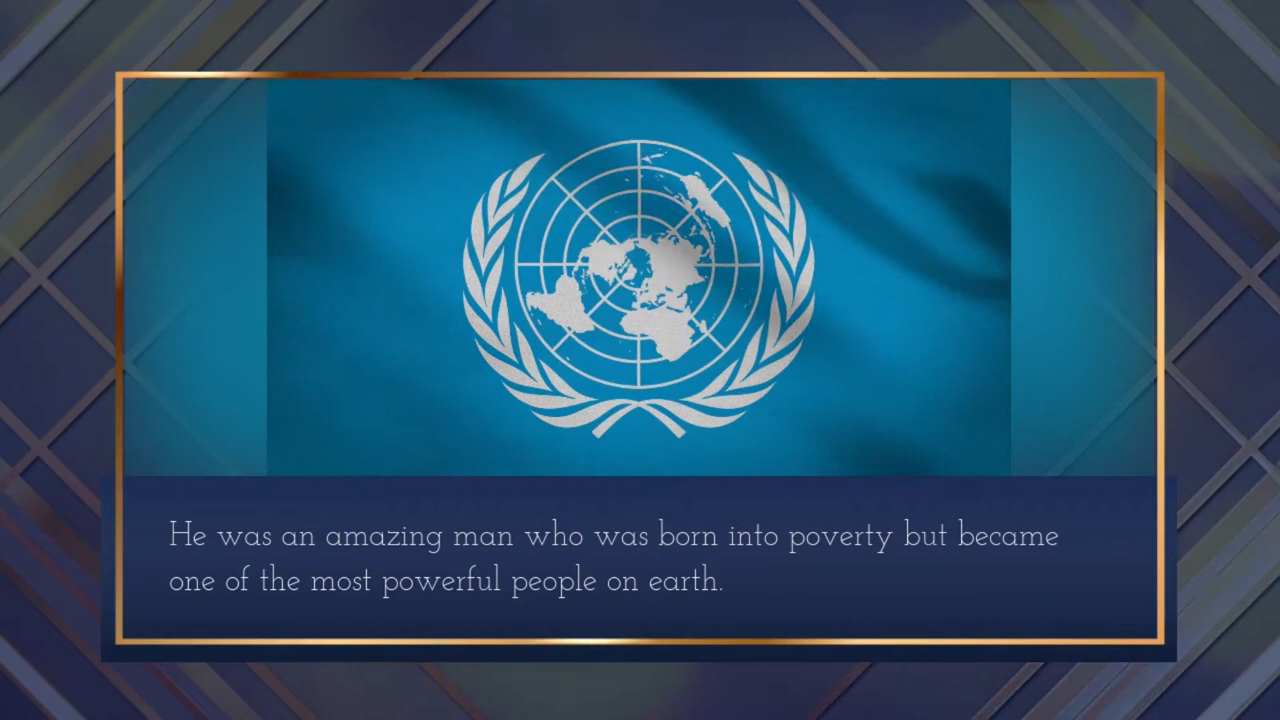 He was an amazing man who was born into poverty but became
one of the most powerful people on earth.